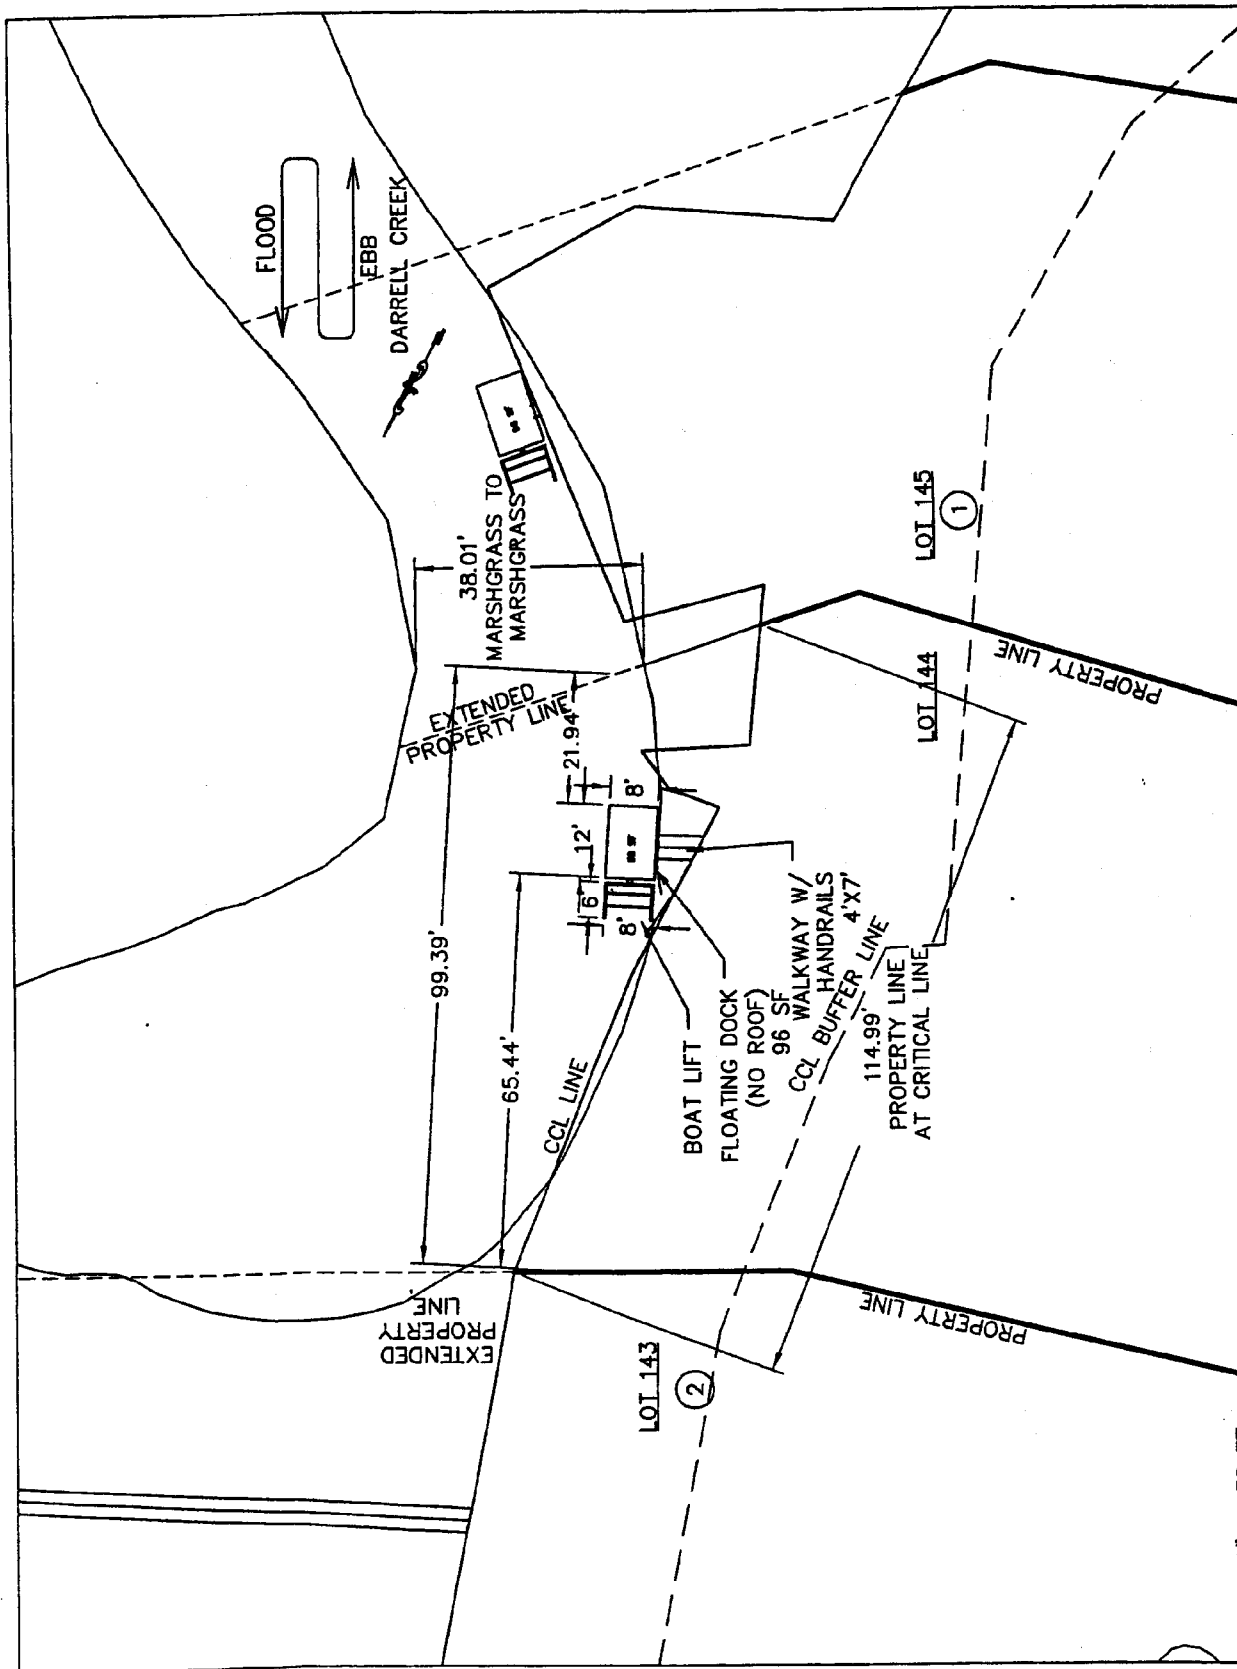 FLOOD
EBB
DARRELL CREEK
38.01'
MARSHGRASS TO
MARSHGRASS
EXTENDED
PROPERTY LINE
99.39'
21.94'
65.44'
12'
6'
8'
8'
CCL LINE
BOAT LIFT
FLOATING DOCK
(NO ROOF)
96 SF
WALKWAY W/
HANDRAILS
4'X7'
CCL BUFFER LINE
114.99'
PROPERTY LINE
AT CRITICAL LINE
EXTENDED
PROPERTY
LINE
LOT 143
2
PROPERTY LINE
LOT 144
PROPERTY LINE
LOT 145
1